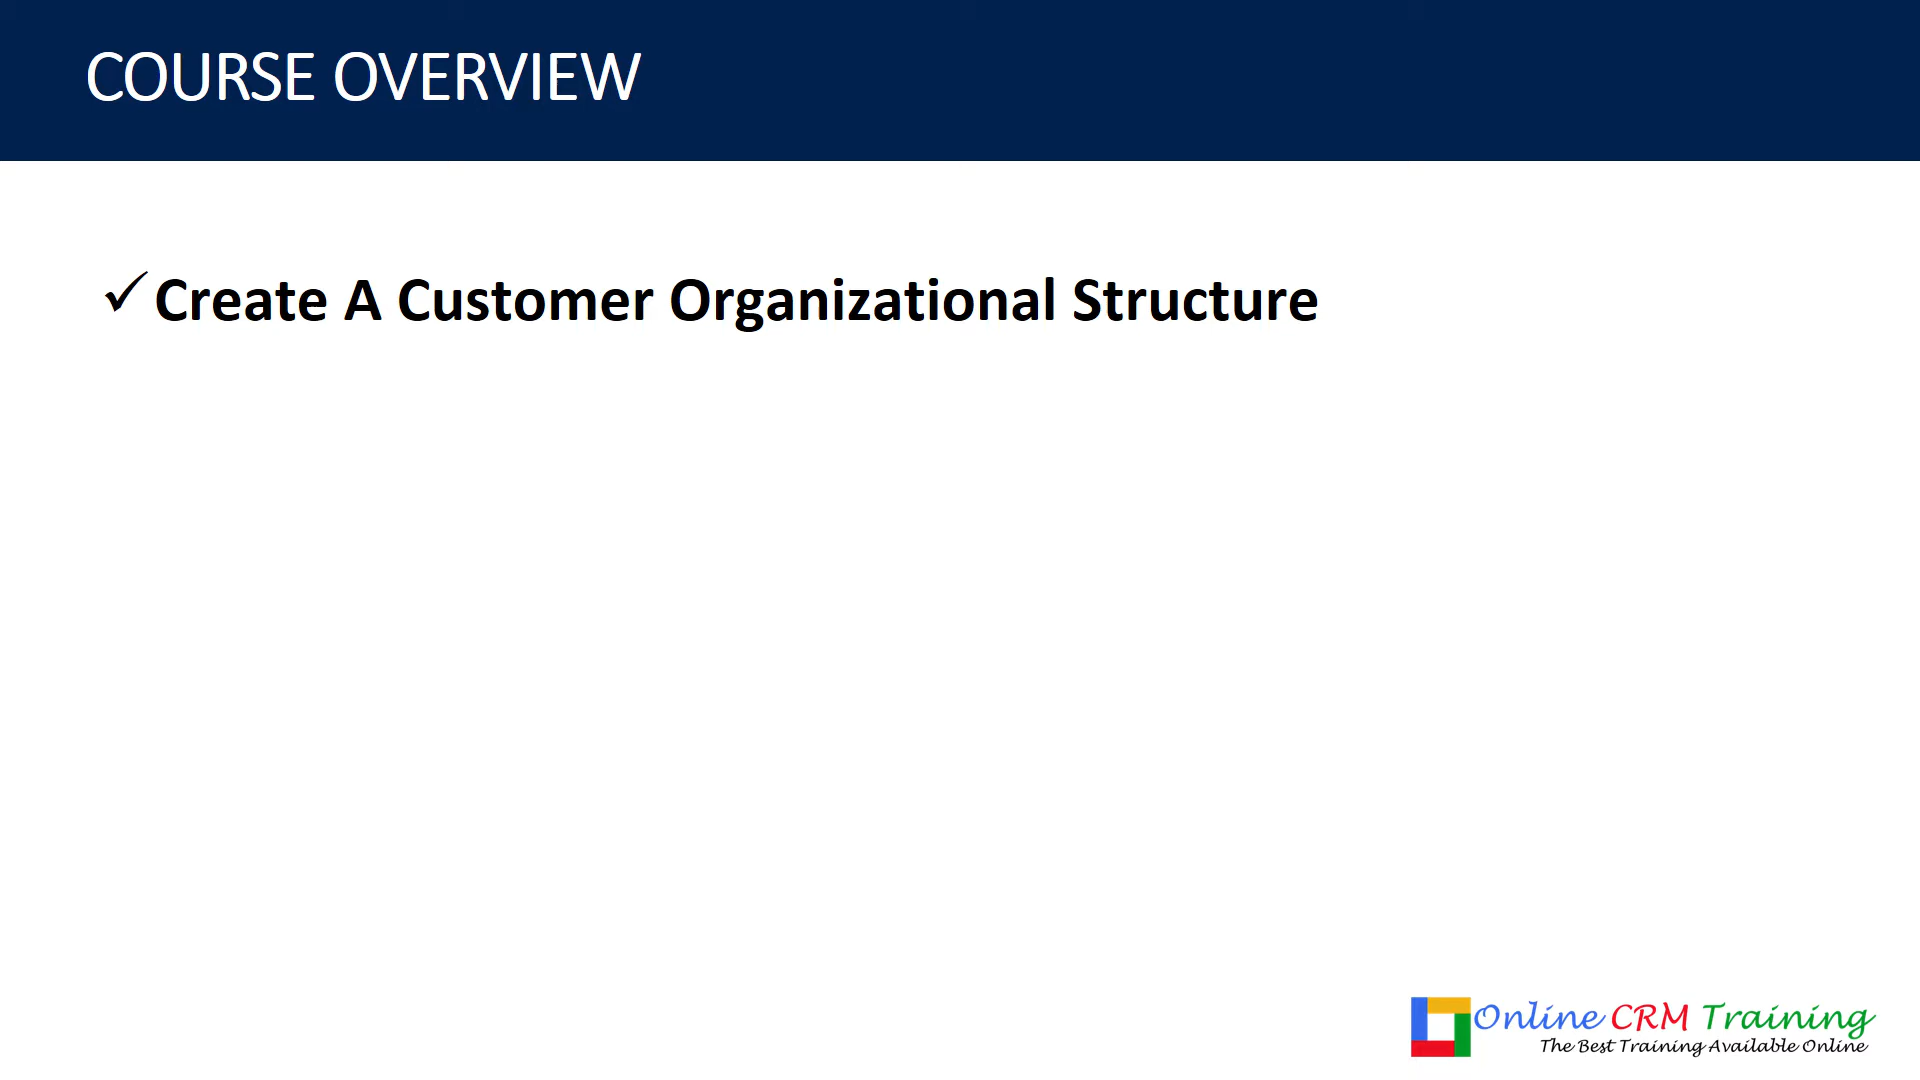 COURSE OVERVIEW
✓Create A Customer Organizational Structure
Online CRM Training
The Best Training Available Online